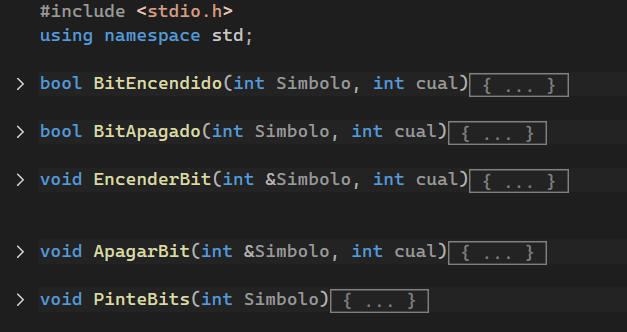 #include <stdio.h>
using namespace std;
bool BitEncendido(int Simbolo, int cual){ ... }
bool BitApagado(int Simbolo, int cual){ ... }
void EncenderBit(int &Simbolo, int cual){ ... }
void ApagarBit(int &Simbolo, int cual){ ... }
void PinteBits(int Simbolo){ ... }